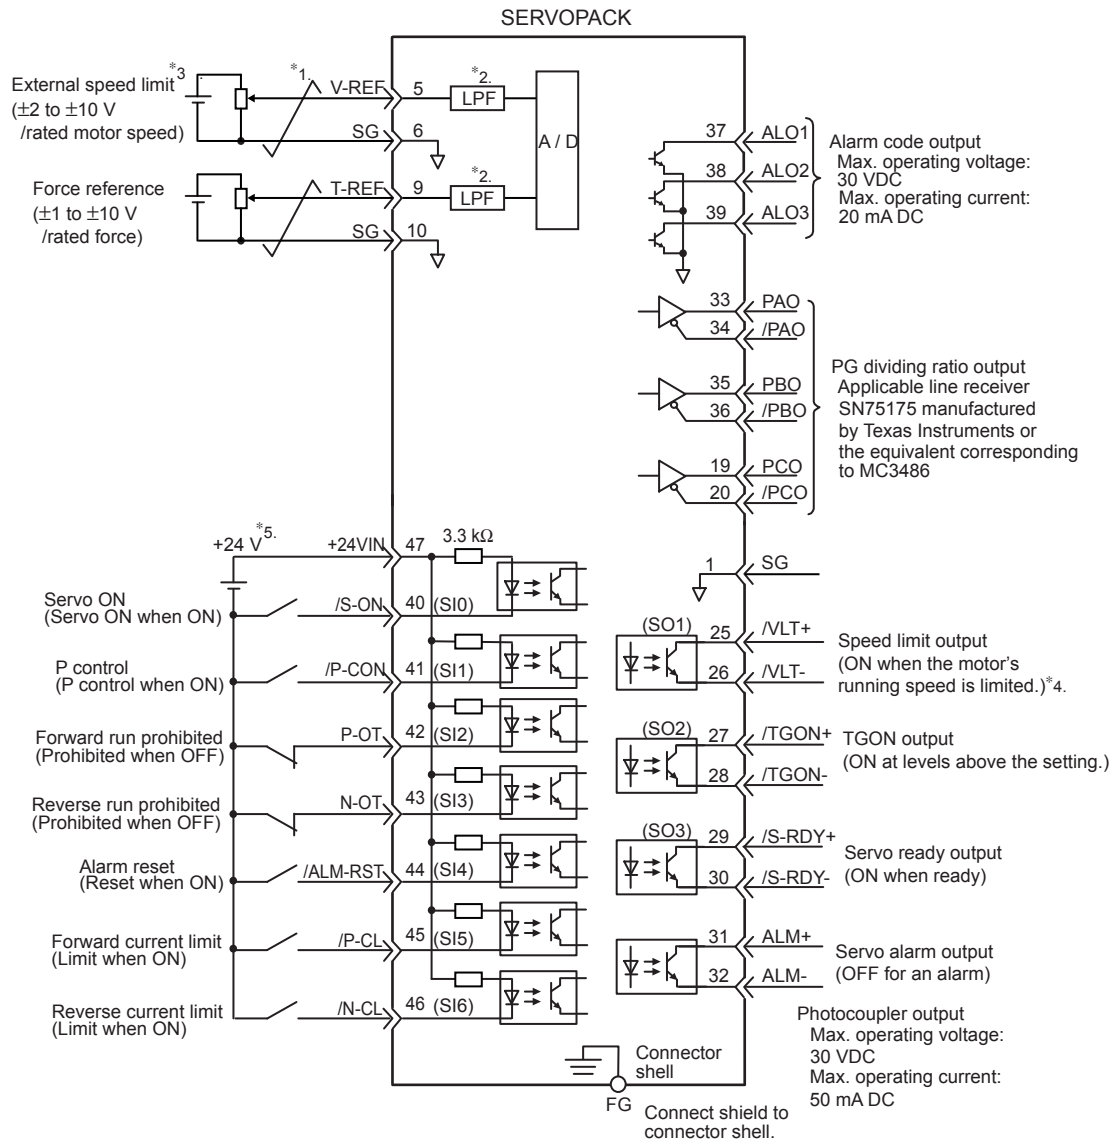 SERVOPACK
External speed limit*3.
(±2 to ±10 V
/rated motor speed)
*1.
V-REF
5
*2.
LPF
SG
6
A / D
Force reference
(±1 to ±10 V
/rated force)
T-REF
9
*2.
LPF
SG
10
37
ALO1
38
ALO2
39
ALO3
Alarm code output
Max. operating voltage:
30 VDC
Max. operating current:
20 mA DC
33
PAO
34
/PAO
35
PBO
36
/PBO
19
PCO
20
/PCO
PG dividing ratio output
Applicable line receiver
SN75175 manufactured
by Texas Instruments or
the equivalent corresponding
to MC3486
+24 V*5.
+24VIN
47
3.3 kΩ
1
SG
Servo ON
(Servo ON when ON)
/S-ON
40
(SI0)
P control
(P control when ON)
/P-CON
41
(SI1)
Forward run prohibited
(Prohibited when OFF)
P-OT
42
(SI2)
Reverse run prohibited
(Prohibited when OFF)
N-OT
43
(SI3)
Alarm reset
(Reset when ON)
/ALM-RST
44
(SI4)
Forward current limit
(Limit when ON)
/P-CL
45
(SI5)
Reverse current limit
(Limit when ON)
/N-CL
46
(SI6)
(SO1)
25
/VLT+
26
/VLT-
Speed limit output
(ON when the motor's
running speed is limited.)*4.
(SO2)
27
/TGON+
28
/TGON-
TGON output
(ON at levels above the setting.)
(SO3)
29
/S-RDY+
30
/S-RDY-
Servo ready output
(ON when ready)
31
ALM+
32
ALM-
Servo alarm output
(OFF for an alarm)
Photocoupler output
Max. operating voltage:
30 VDC
Max. operating current:
50 mA DC
Connector
shell
FG
Connect shield to
connector shell.